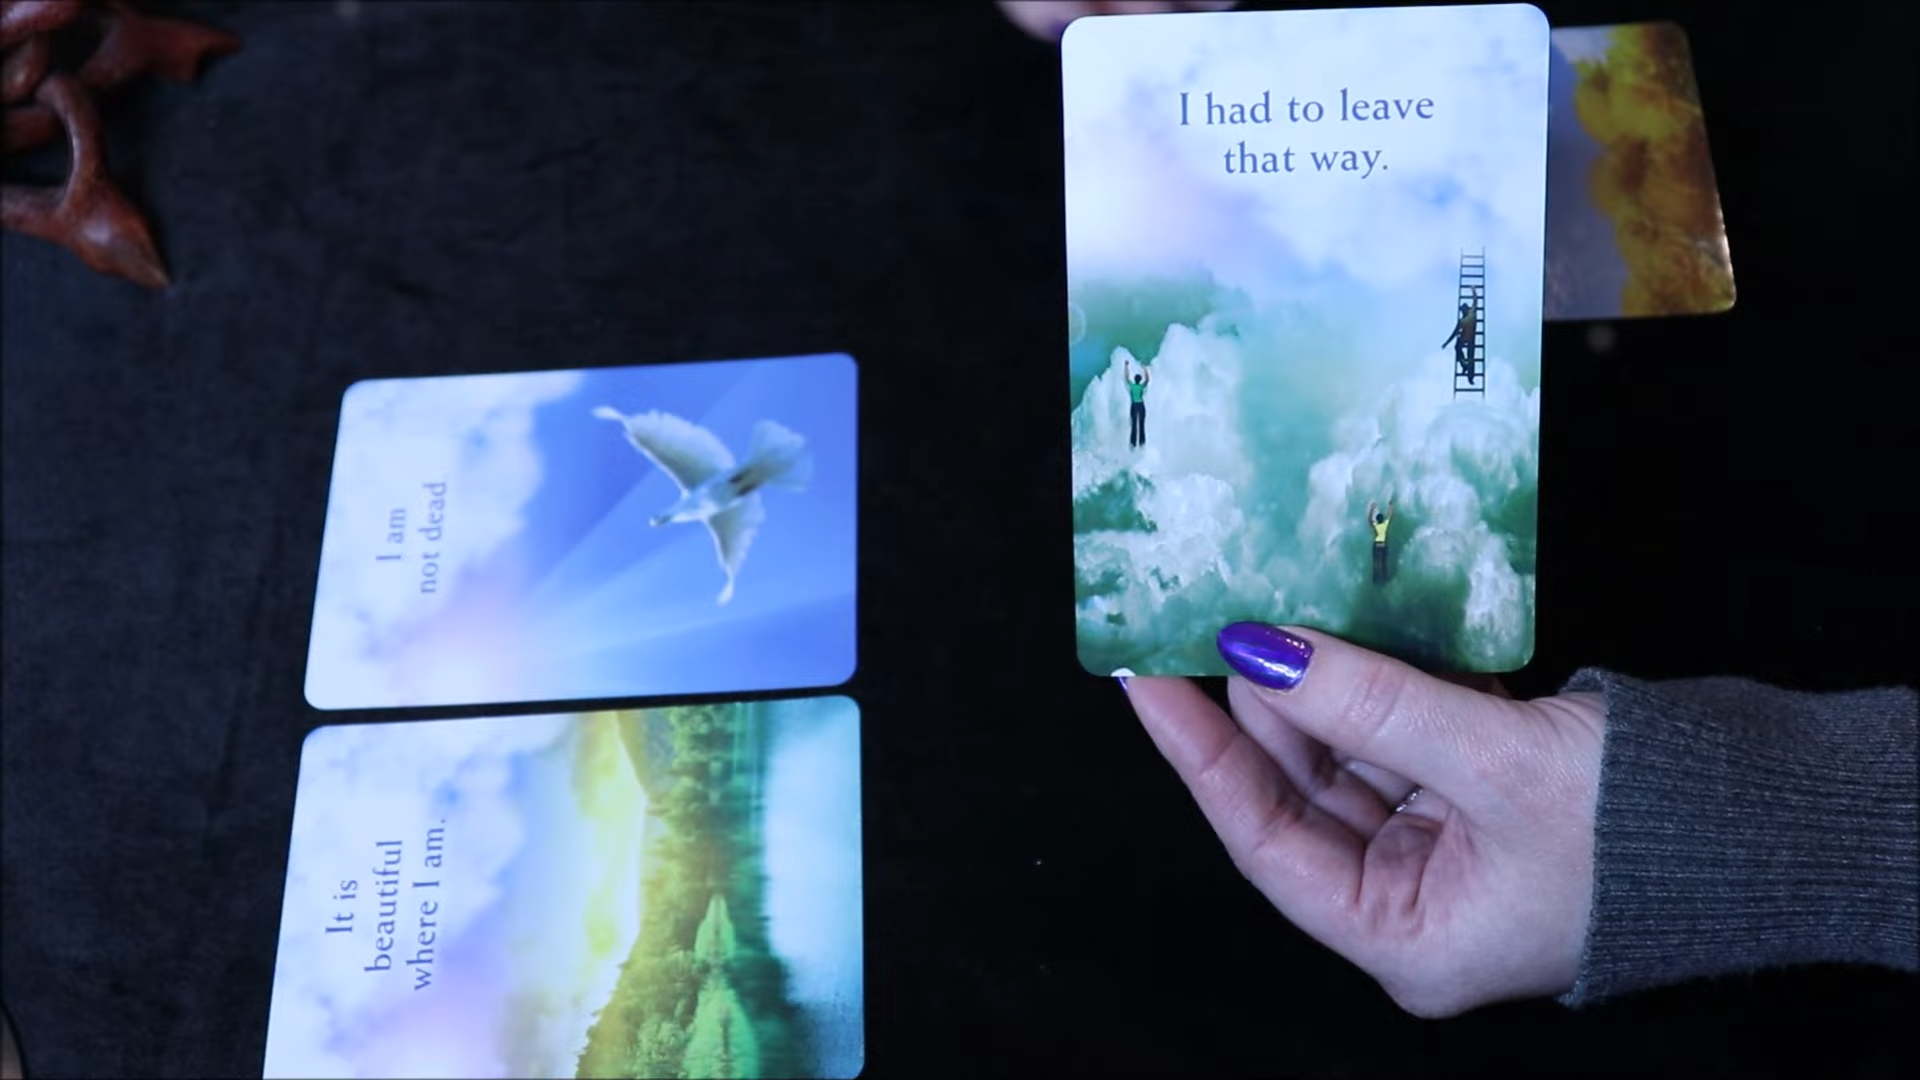 I had to leave
that way.
I am
not dead.
It is
beautiful
where I am.